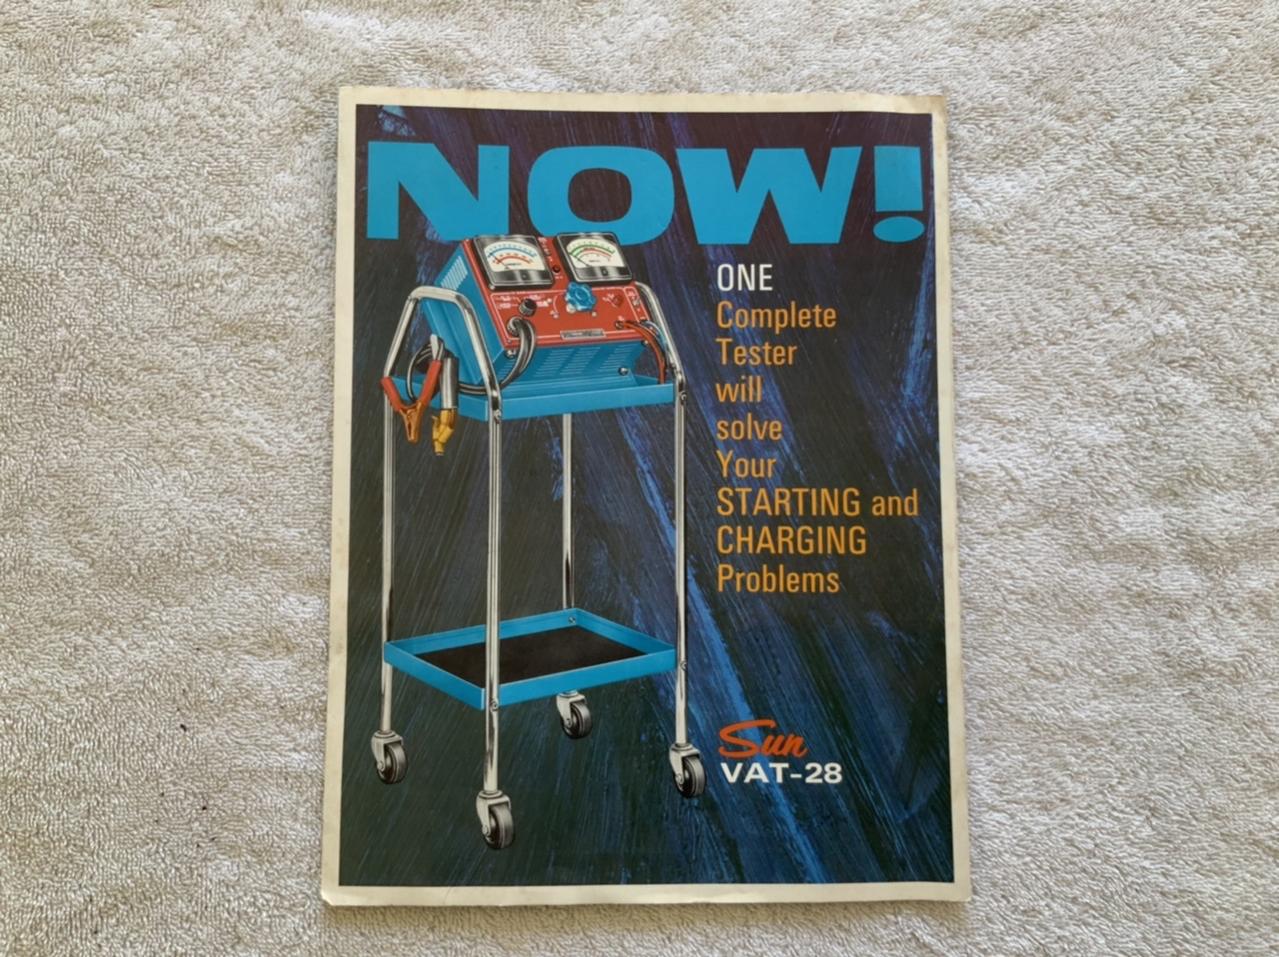 NOW!
ONE
Complete
Tester
will
solve
Your
STARTING and
CHARGING
Problems
Sun
VAT-28